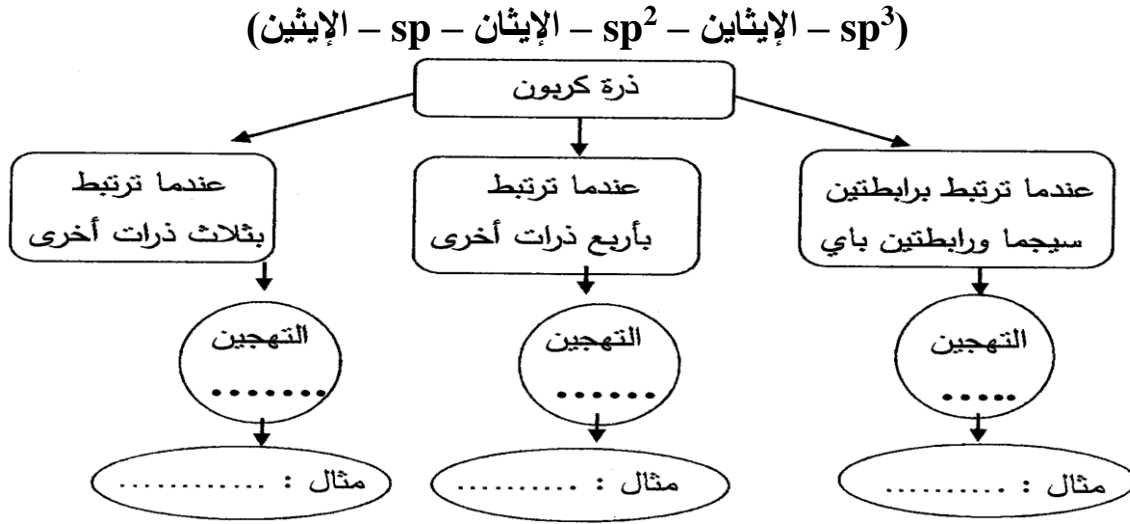 (sp³ – الإيثاين – sp² – الإيثان – sp – الإيثين)
ذرة كربون
عندما ترتبط برابطتين
سيجما ورابطتين باي
عندما ترتبط
بأربع ذرات أخرى
عندما ترتبط
بثلاث ذرات أخرى
التهجين
.....
التهجين
......
التهجين
.......
مثال : ..........
مثال : ..........
مثال : ............